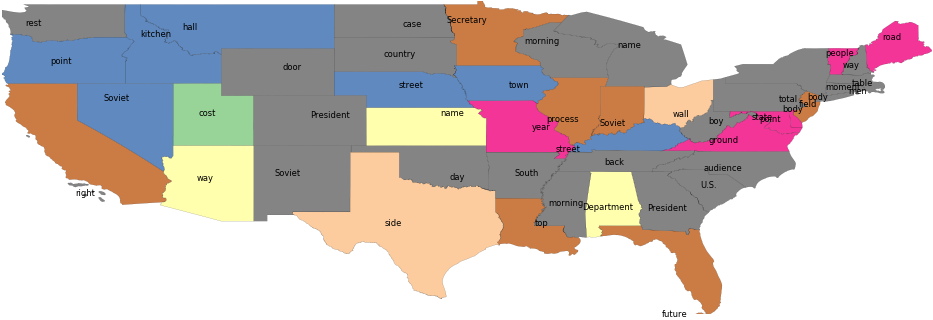 Secretary
rest
hall
case
kitchen
road
morning
name
people
country
point
way
door
table
street
town
moment
men
Soviet
total
body
field
body
cost
President
name
wall
state
process
point
year
Soviet
boy
ground
street
back
audience
Soviet
South
way
day
U.S.
right
morning
Department
President
side
top
future